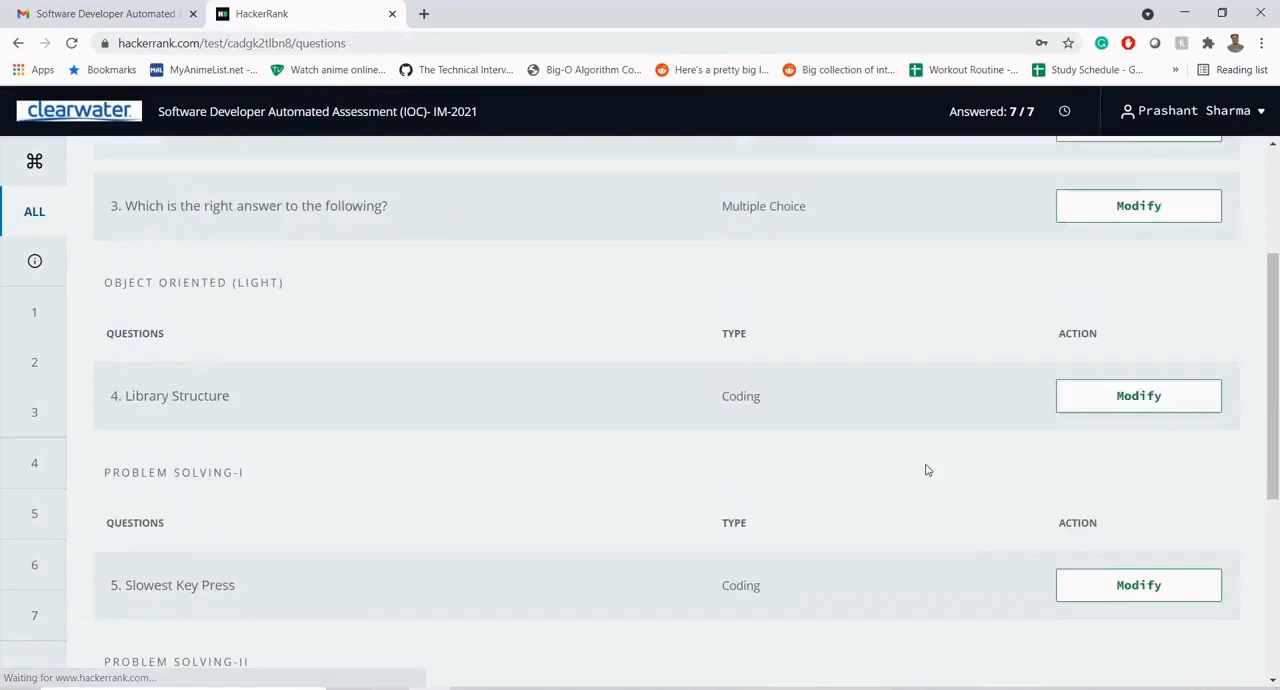 Software Developer Automated
HackerRank
hackerrank.com/test/cadgk2tlbn8/questions
Apps
Bookmarks
MyAnimeList.net -...
Watch anime online...
The Technical Interv...
Big-O Algorithm Co...
Here's a pretty big l...
Big collection of int...
Workout Routine -...
Study Schedule - G...
»
Reading list
clearwater
Software Developer Automated Assessment (IOC)- IM-2021
Answered: 7 / 7
Prashant Sharma
ALL
1
2
3
4
5
6
7
3. Which is the right answer to the following?
Multiple Choice
Modify
OBJECT ORIENTED (LIGHT)
QUESTIONS
TYPE
ACTION
4. Library Structure
Coding
Modify
PROBLEM SOLVING-I
QUESTIONS
TYPE
ACTION
5. Slowest Key Press
Coding
Modify
PROBLEM SOLVING-II
Waiting for www.hackerrank.com...